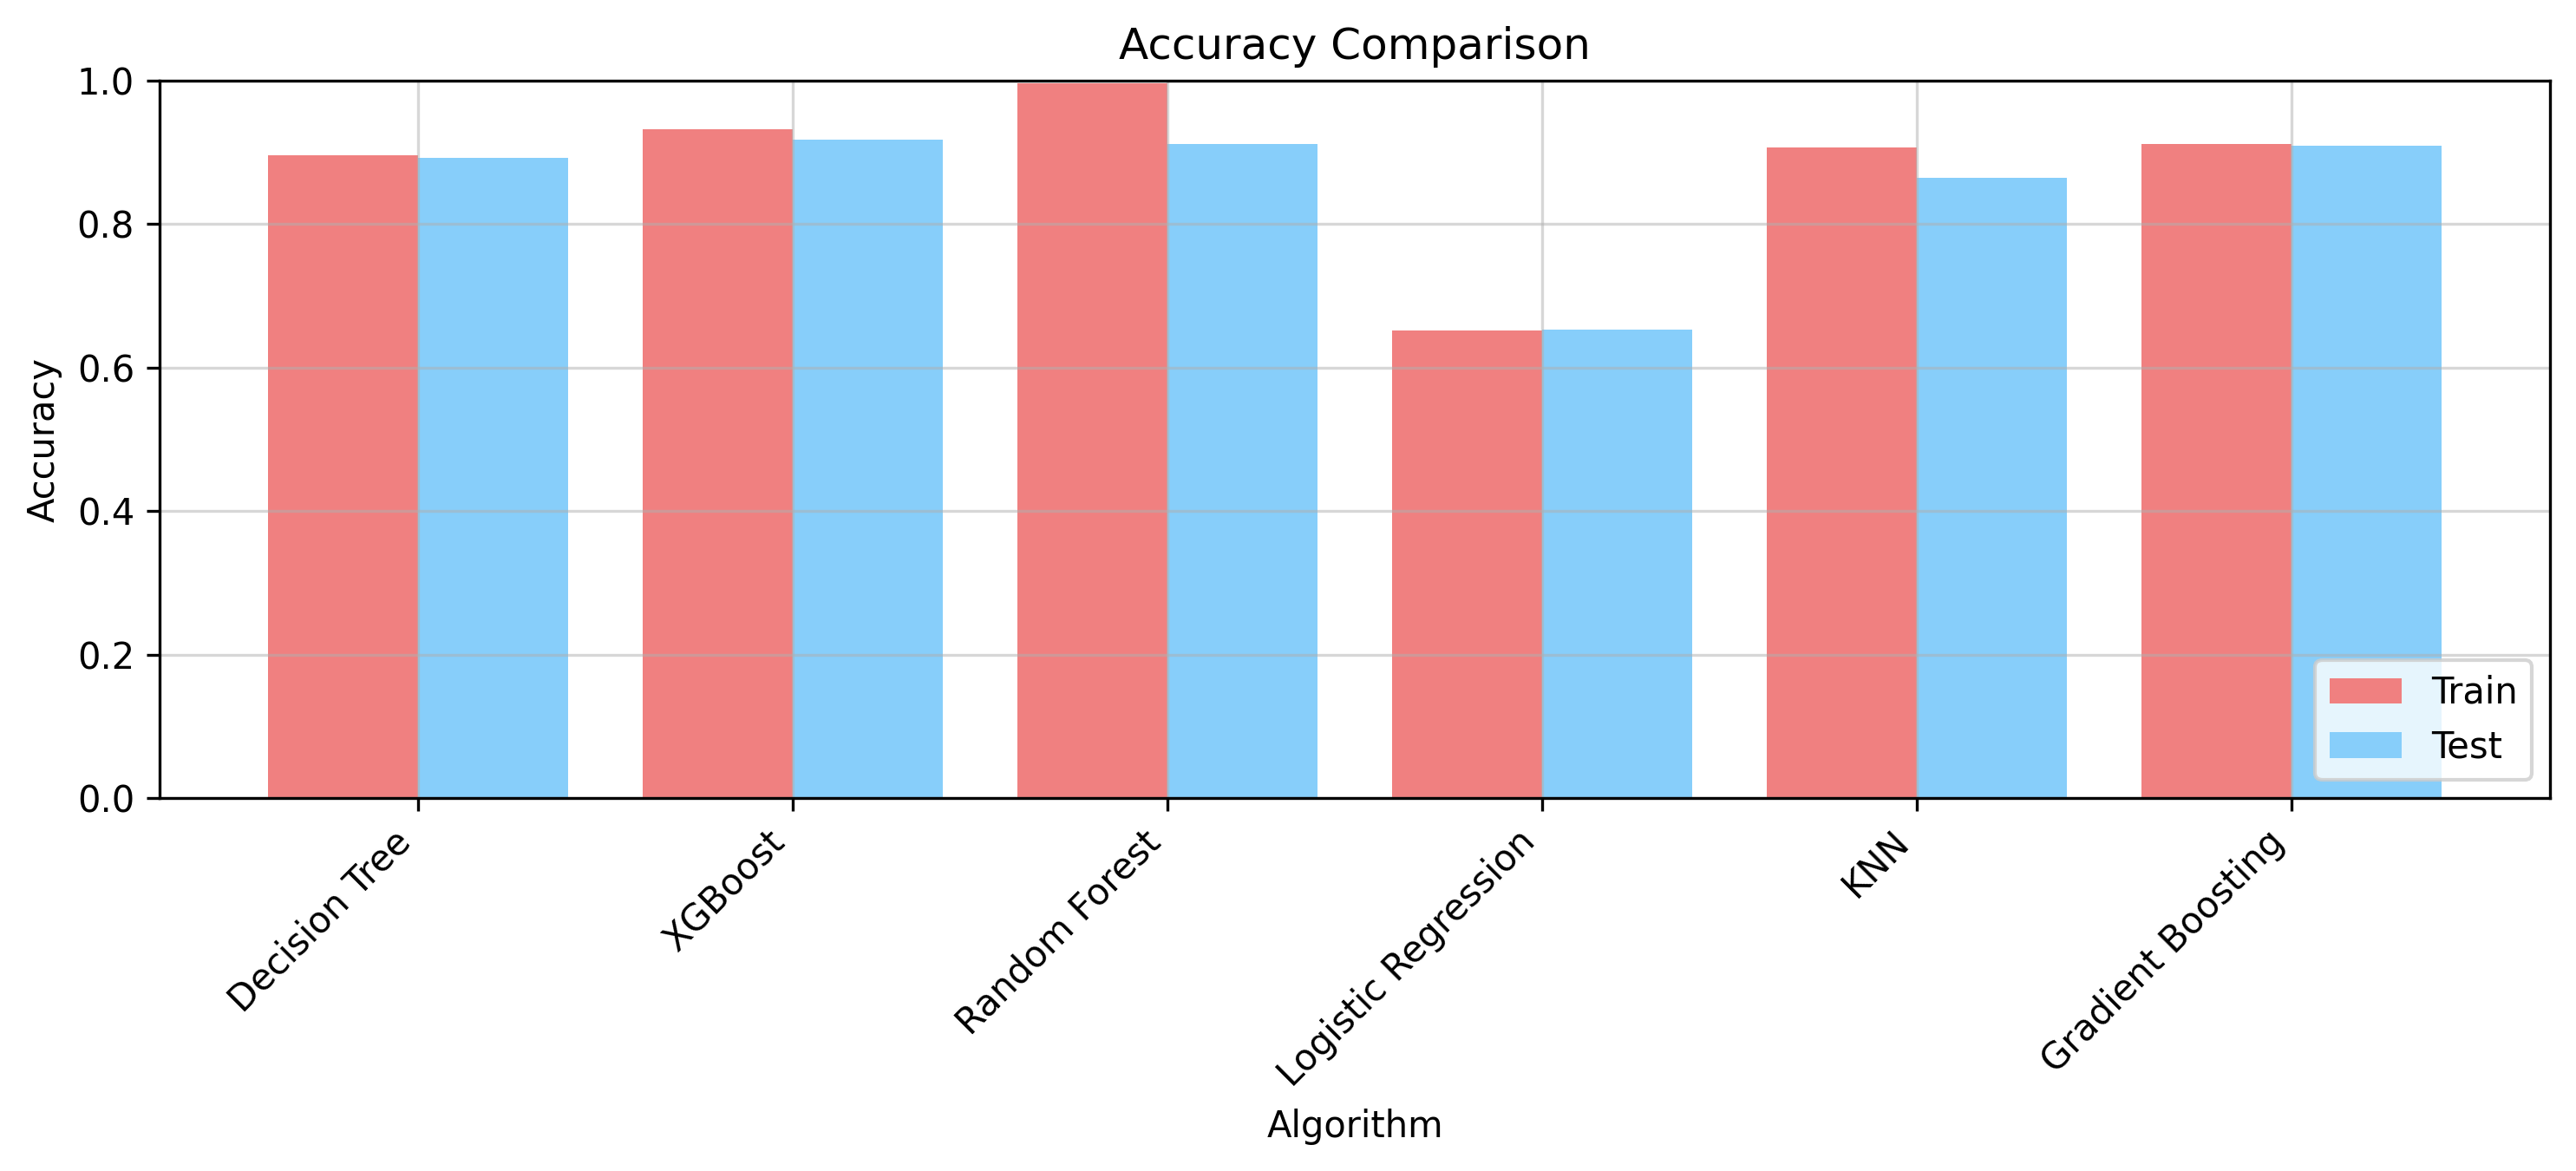 Accuracy Comparison
Accuracy
1.0
0.8
0.6
0.4
0.2
0.0
Train
Test
Decision Tree
XGBoost
Random Forest
Logistic Regression
KNN
Gradient Boosting
Algorithm